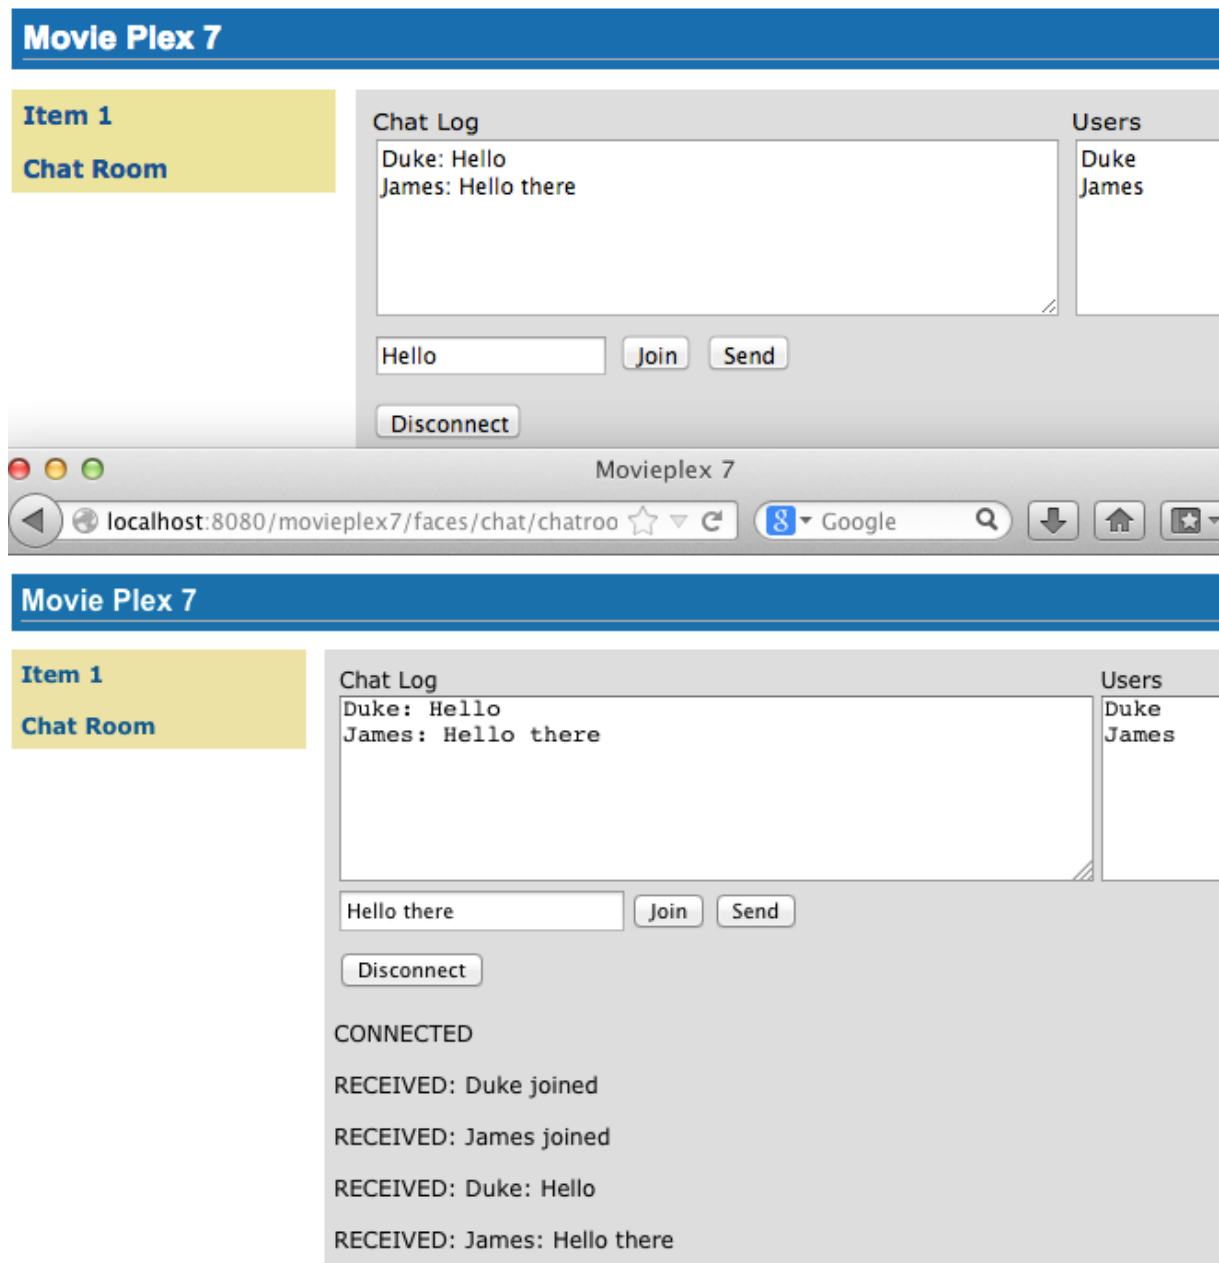 Movie Plex 7
Item 1
Chat Room
Chat Log
Users
Duke: Hello
James: Hello there
Duke
James
Hello
Join
Send
Disconnect
Movieplex 7
localhost:8080/movieplex7/faces/chat/chatroo
8
Google
Movie Plex 7
Item 1
Chat Room
Chat Log
Users
Duke: Hello
James: Hello there
Duke
James
Hello there
Join
Send
Disconnect
CONNECTED
RECEIVED: Duke joined
RECEIVED: James joined
RECEIVED: Duke: Hello
RECEIVED: James: Hello there